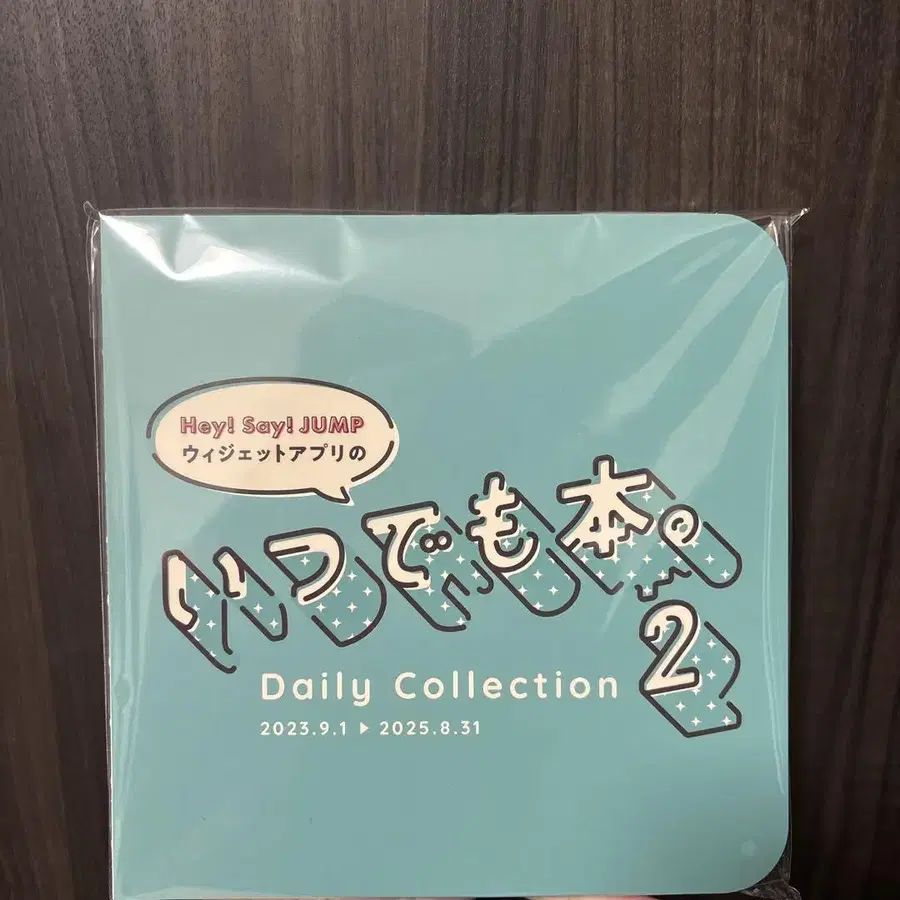 Hey! Say! JUMP
ウィジェットアプリの
いつでも本。
2
Daily Collection
2023.9.1 ▶ 2025.8.31